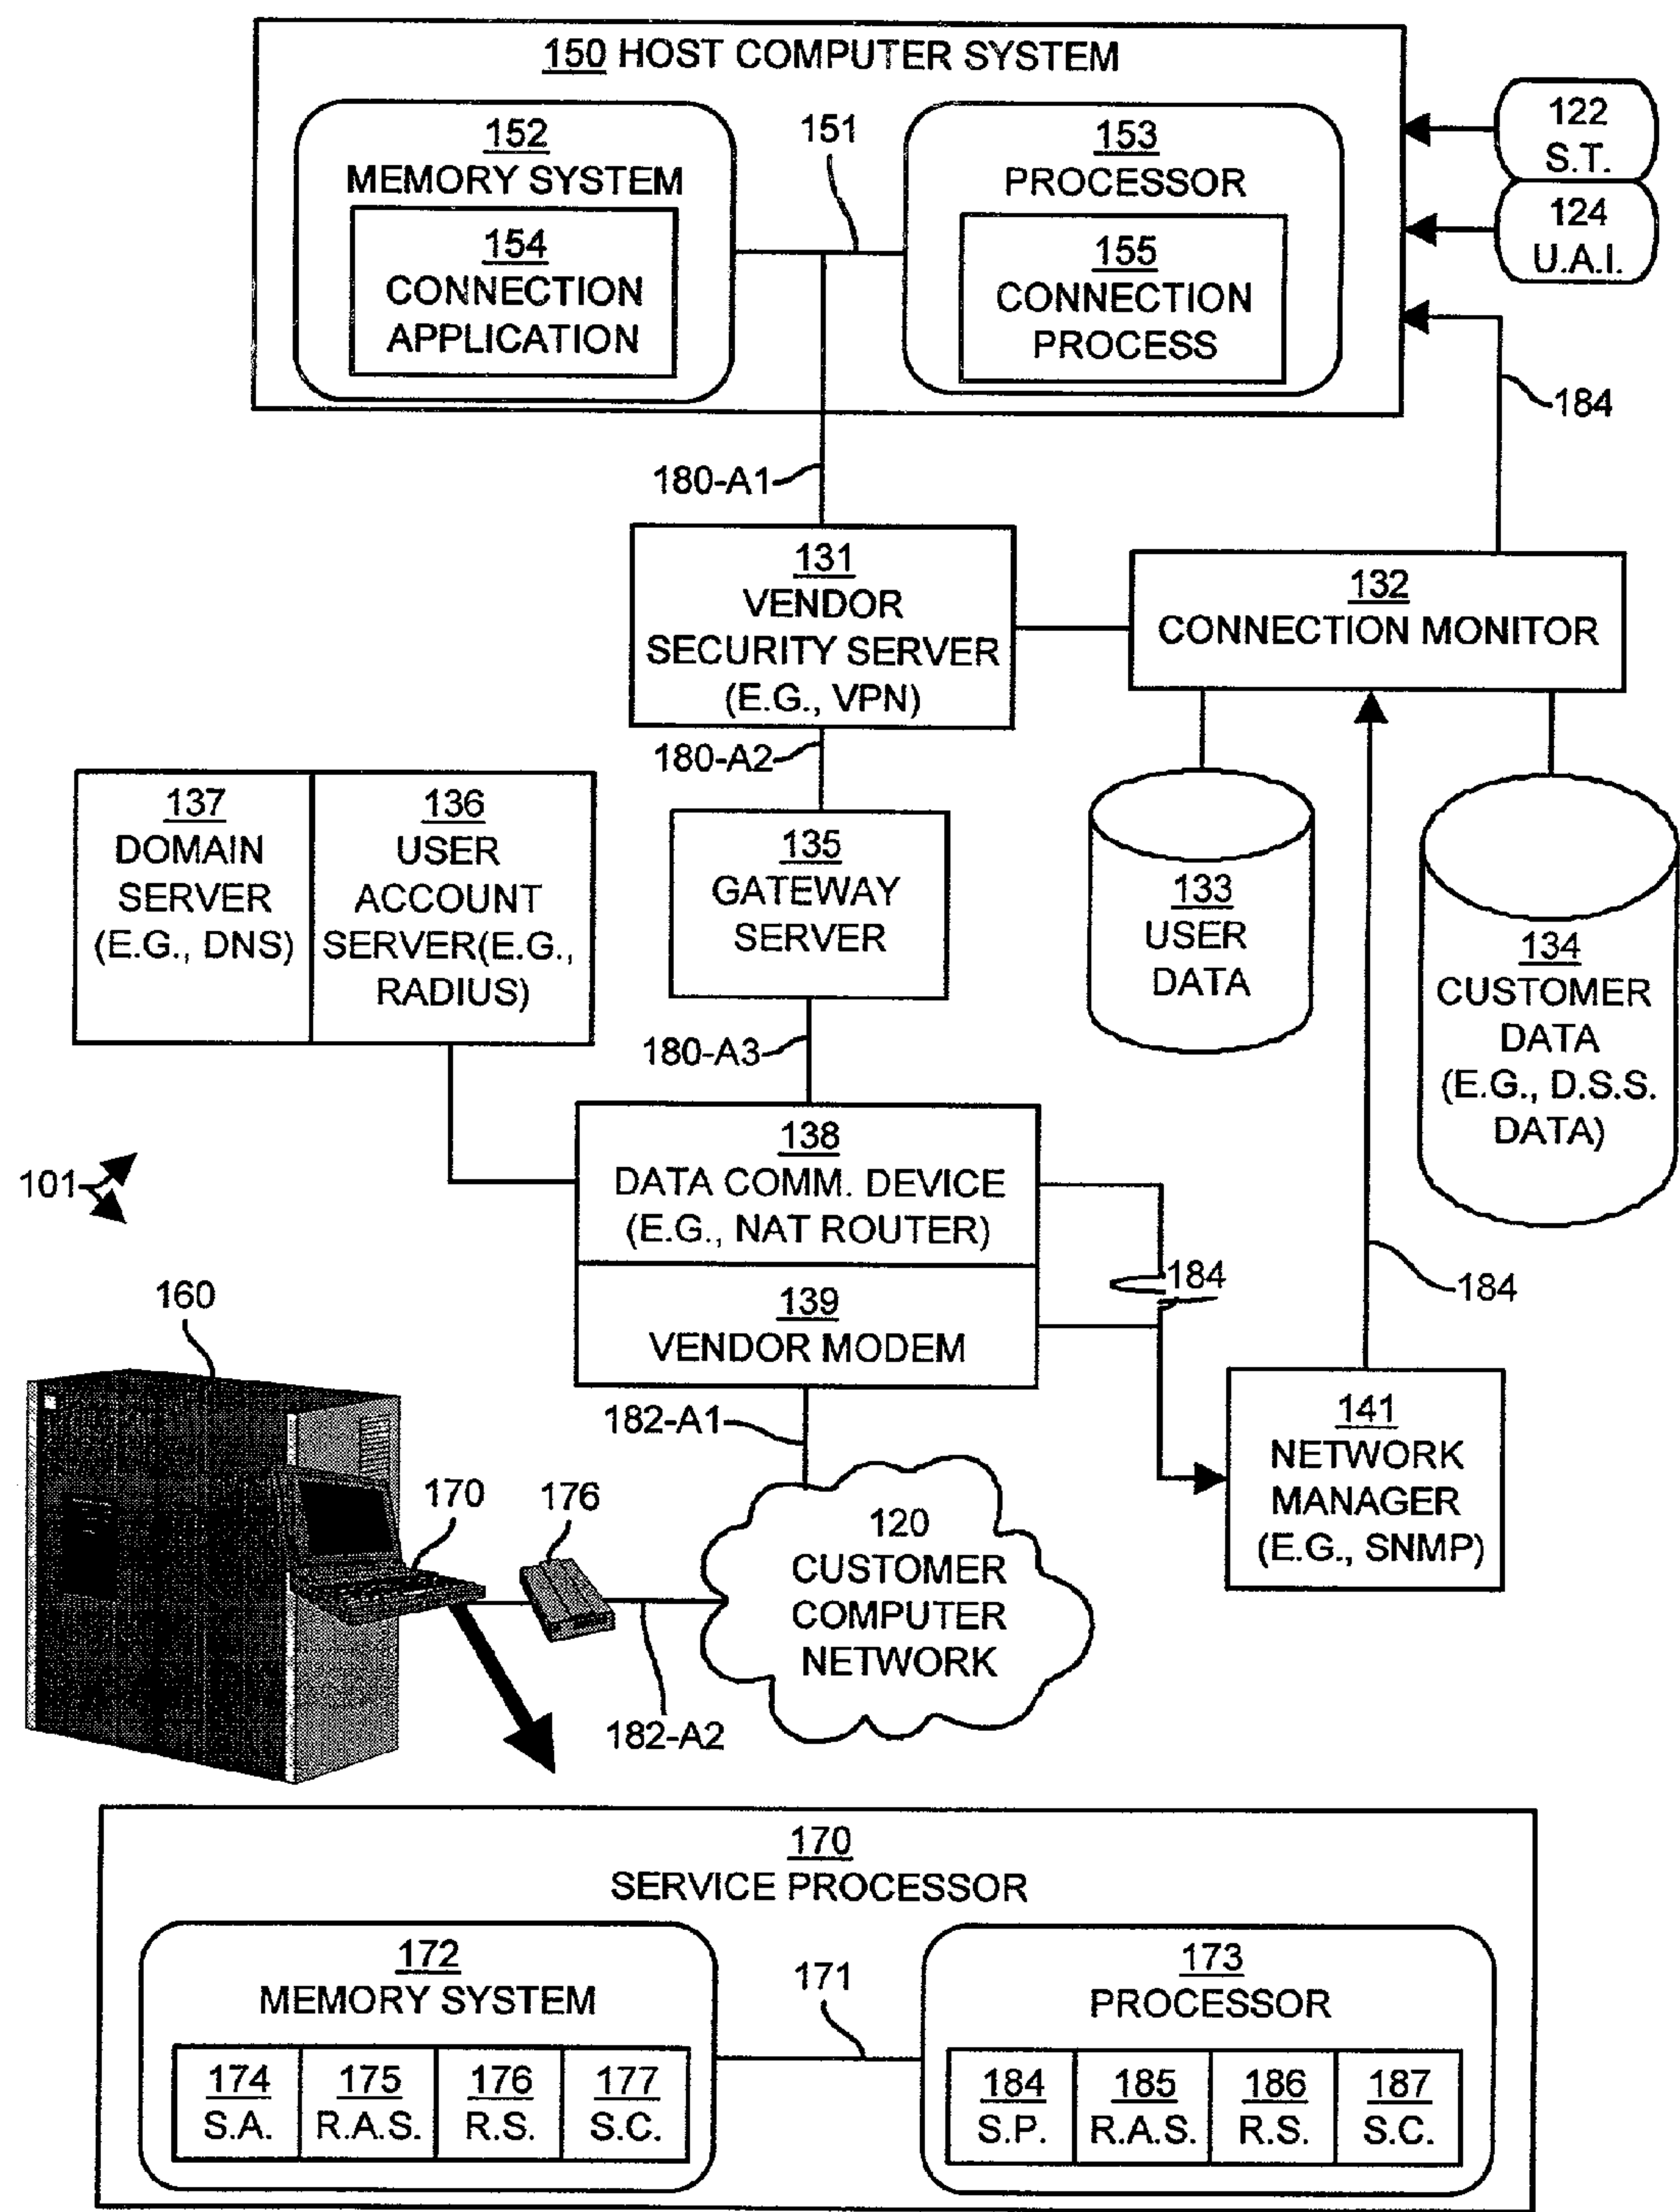 150 HOST COMPUTER SYSTEM
152
MEMORY SYSTEM
154
CONNECTION
APPLICATION
151
153
PROCESSOR
155
CONNECTION
PROCESS
122
S.T.
124
U.A.I.
184
180-A1
131
VENDOR
SECURITY SERVER
(E.G., VPN)
132
CONNECTION MONITOR
180-A2
137
DOMAIN
SERVER
(E.G., DNS)
136
USER
ACCOUNT
SERVER(E.G.,
RADIUS)
135
GATEWAY
SERVER
133
USER
DATA
134
CUSTOMER
DATA
(E.G., D.S.S.
DATA)
180-A3
101
138
DATA COMM. DEVICE
(E.G., NAT ROUTER)
139
VENDOR MODEM
184
184
160
182-A1
141
NETWORK
MANAGER
(E.G., SNMP)
170
176
120
CUSTOMER
COMPUTER
NETWORK
182-A2
170
SERVICE PROCESSOR
172
MEMORY SYSTEM
174
S.A.
175
R.A.S.
176
R.S.
177
S.C.
171
173
PROCESSOR
184
S.P.
185
R.A.S.
186
R.S.
187
S.C.